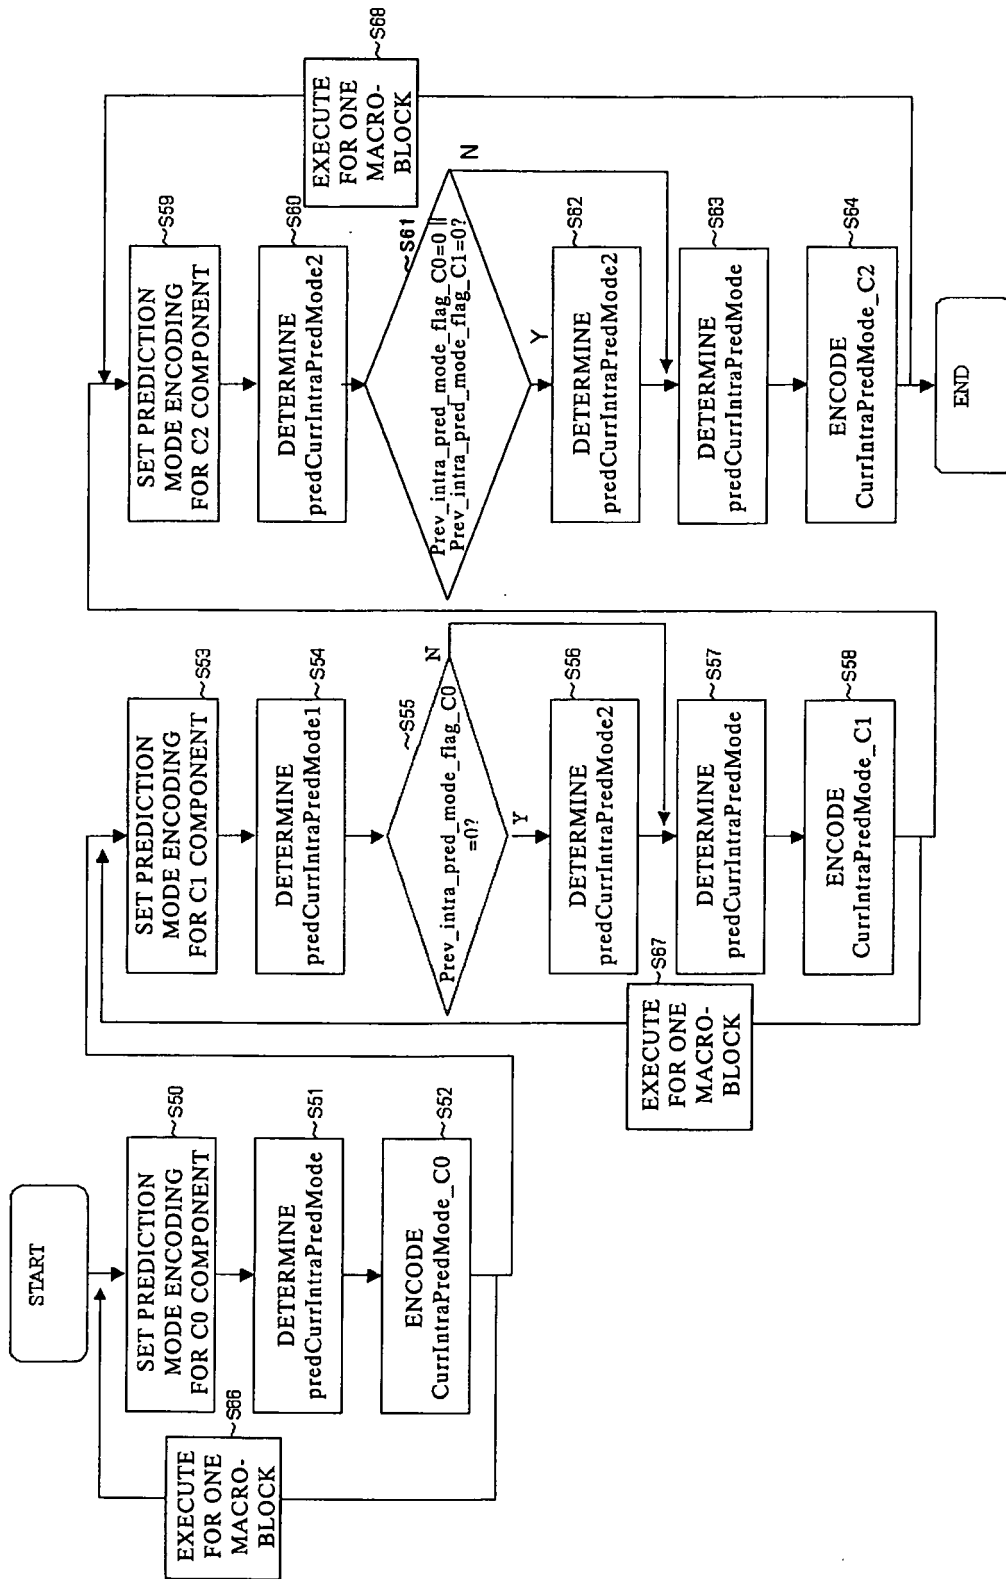 START
SET PREDICTION
MODE ENCODING
FOR C0 COMPONENT
S50
DETERMINE
predCurrIntraPredMode
S51
ENCODE
CurrIntraPredMode_C0
S52
EXECUTE
FOR ONE
MACRO-
BLOCK
S66
SET PREDICTION
MODE ENCODING
FOR C1 COMPONENT
S53
DETERMINE
predCurrIntraPredMode1
S54
Prev_intra_pred_mode_flag_C0
=0?
S55
N
Y
DETERMINE
predCurrIntraPredMode2
S56
DETERMINE
predCurrIntraPredMode
S57
ENCODE
CurrIntraPredMode_C1
S58
EXECUTE
FOR ONE
MACRO-
BLOCK
S67
SET PREDICTION
MODE ENCODING
FOR C2 COMPONENT
S59
DETERMINE
predCurrIntraPredMode2
S60
Prev_intra_pred_mode_flag_C0=0 ||
Prev_intra_pred_mode_flag_C1=0?
S61
N
Y
DETERMINE
predCurrIntraPredMode2
S62
DETERMINE
predCurrIntraPredMode
S63
ENCODE
CurrIntraPredMode_C2
S64
EXECUTE
FOR ONE
MACRO-
BLOCK
S68
END